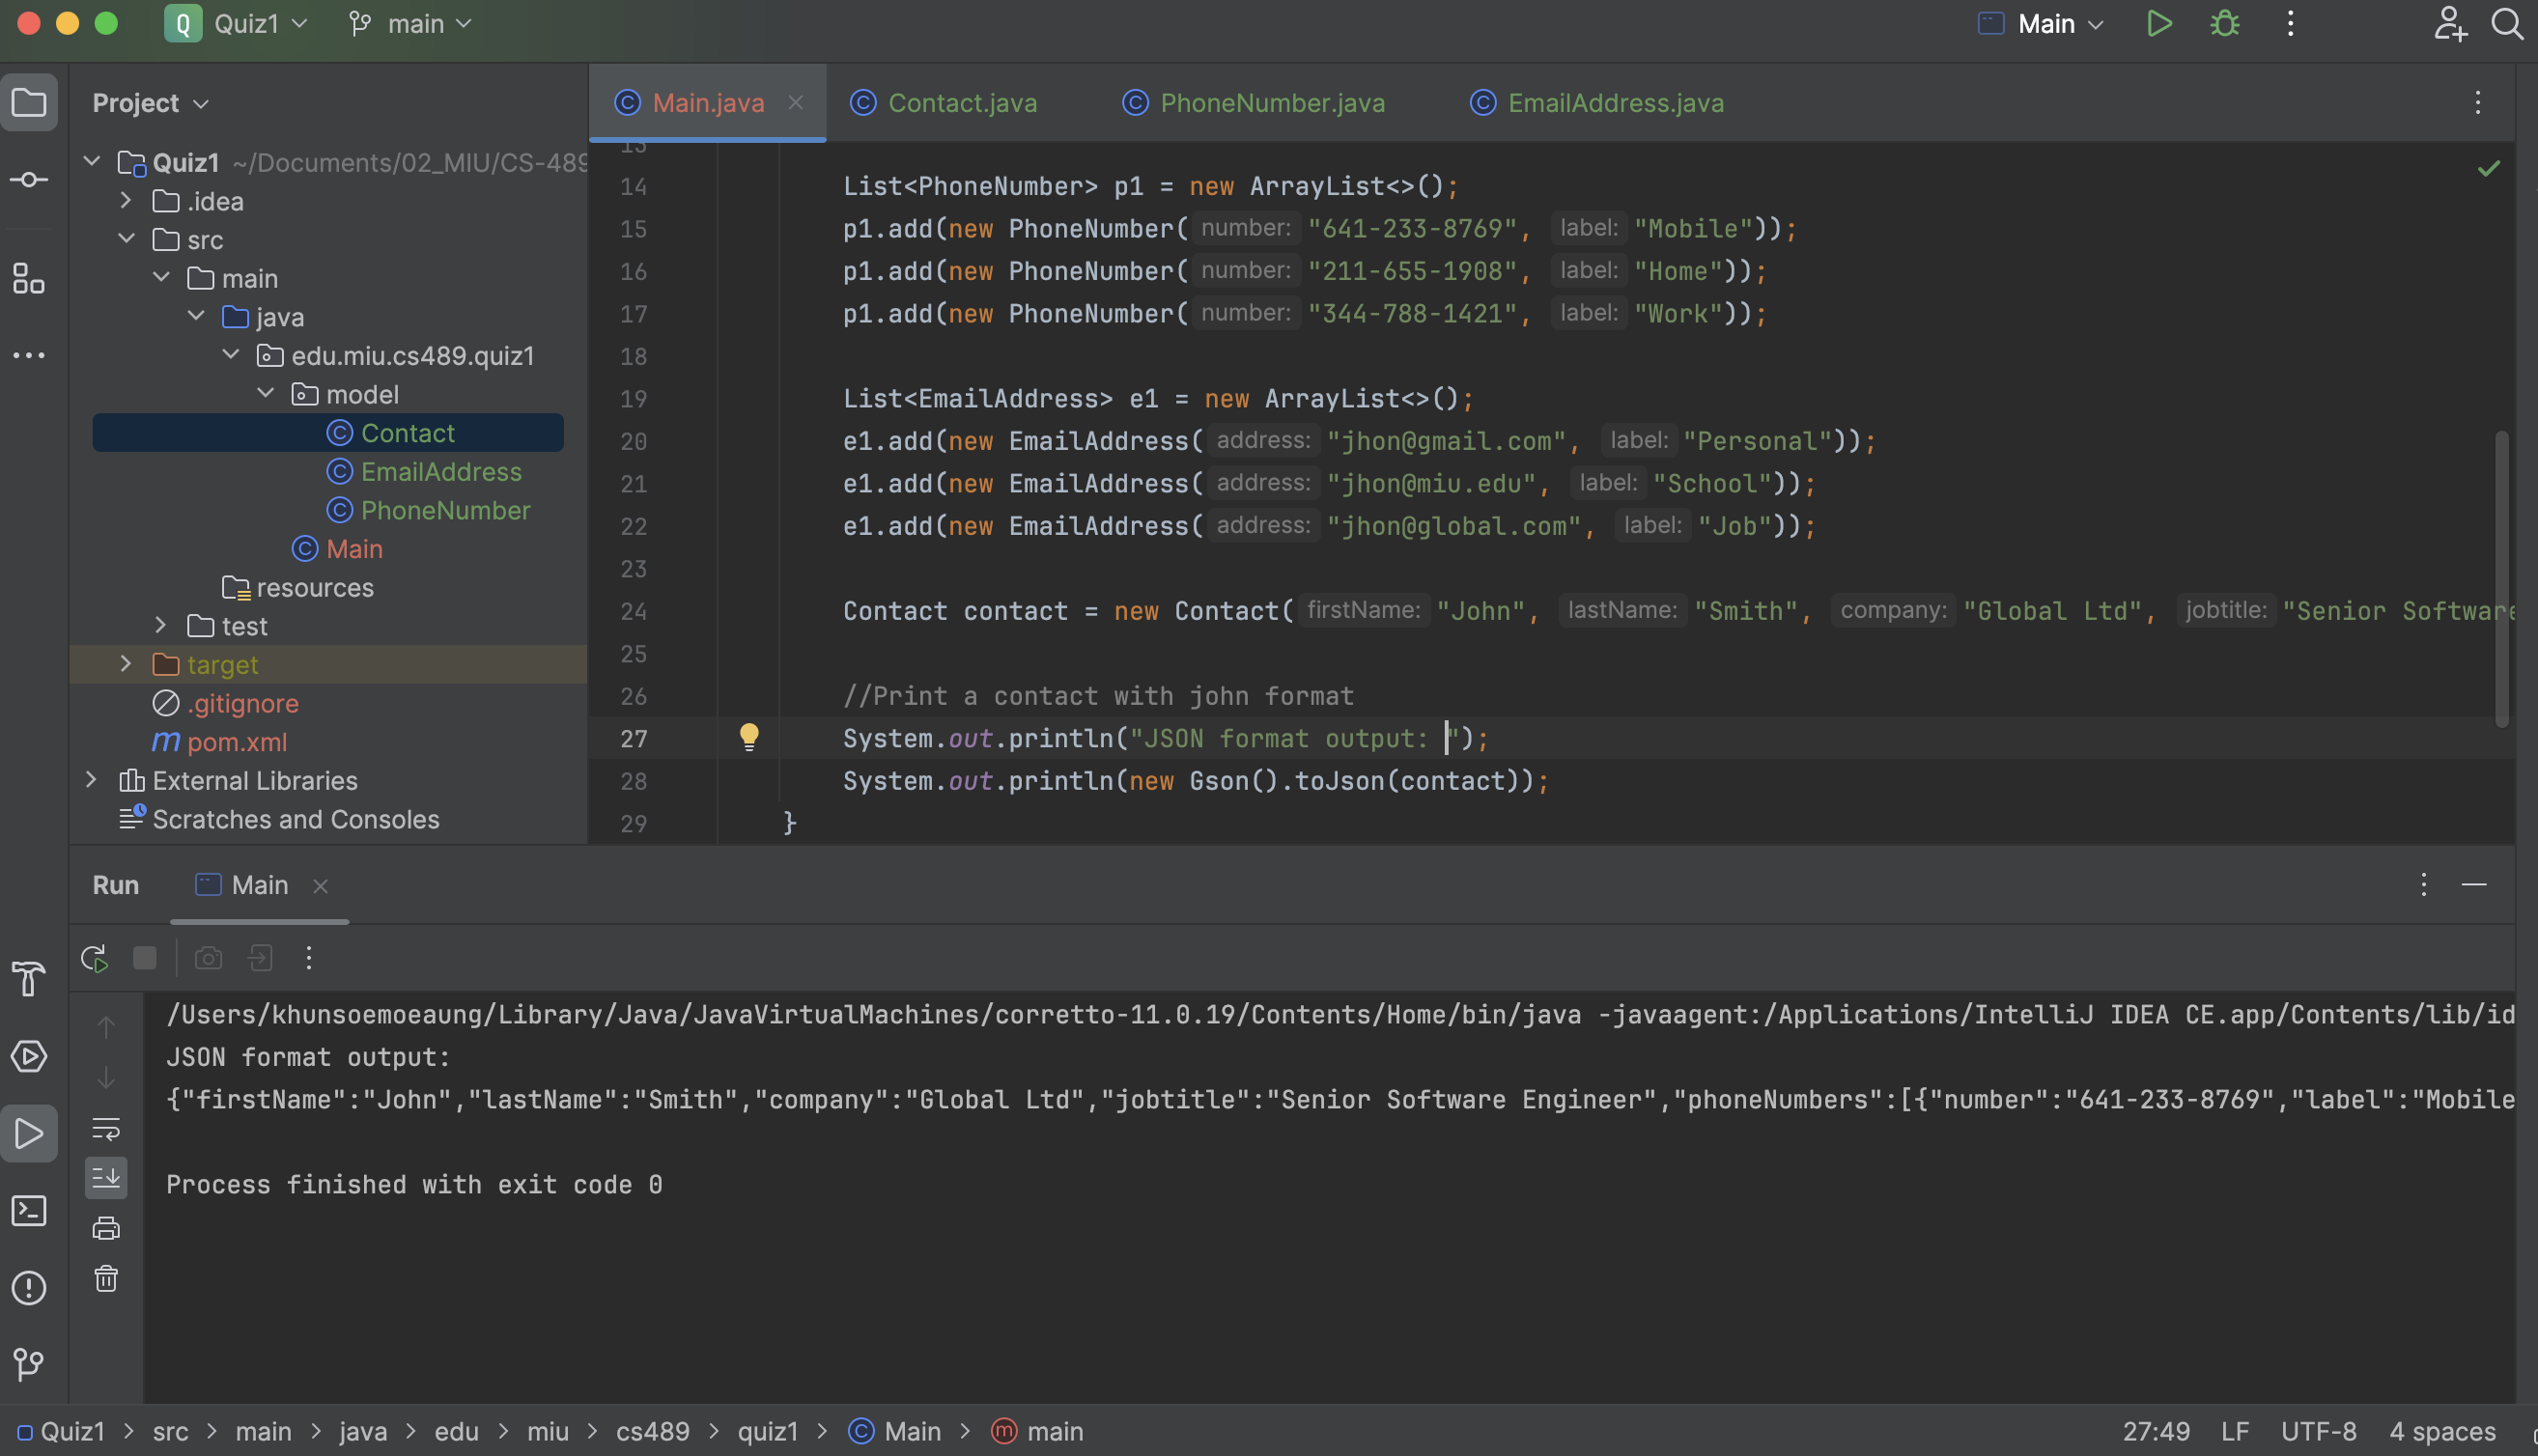 Q Quiz1 main Main
Project
Main.java Contact.java PhoneNumber.java EmailAddress.java
Quiz1 ~/Documents/02_MIU/CS-489
.idea
src
main
java
edu.miu.cs489.quiz1
model
Contact
EmailAddress
PhoneNumber
Main
resources
test
target
.gitignore
m pom.xml
External Libraries
Scratches and Consoles
13
14 List<PhoneNumber> p1 = new ArrayList<>();
15 p1.add(new PhoneNumber( number: "641-233-8769", label: "Mobile"));
16 p1.add(new PhoneNumber( number: "211-655-1908", label: "Home"));
17 p1.add(new PhoneNumber( number: "344-788-1421", label: "Work"));
18
19 List<EmailAddress> e1 = new ArrayList<>();
20 e1.add(new EmailAddress( address: "jhon@gmail.com", label: "Personal"));
21 e1.add(new EmailAddress( address: "jhon@miu.edu", label: "School"));
22 e1.add(new EmailAddress( address: "jhon@global.com", label: "Job"));
23
24 Contact contact = new Contact( firstName: "John", lastName: "Smith", company: "Global Ltd", jobtitle: "Senior Software
25
26 //Print a contact with john format
27 System.out.println("JSON format output: ");
28 System.out.println(new Gson().toJson(contact));
29 }
Run Main
/Users/khunsoemoeaung/Library/Java/JavaVirtualMachines/corretto-11.0.19/Contents/Home/bin/java -javaagent:/Applications/IntelliJ IDEA CE.app/Contents/lib/id
JSON format output:
{"firstName":"John","lastName":"Smith","company":"Global Ltd","jobtitle":"Senior Software Engineer","phoneNumbers":[{"number":"641-233-8769","label":"Mobile
Process finished with exit code 0
Quiz1 > src > main > java > edu > miu > cs489 > quiz1 > C Main > m main 27:49 LF UTF-8 4 spaces